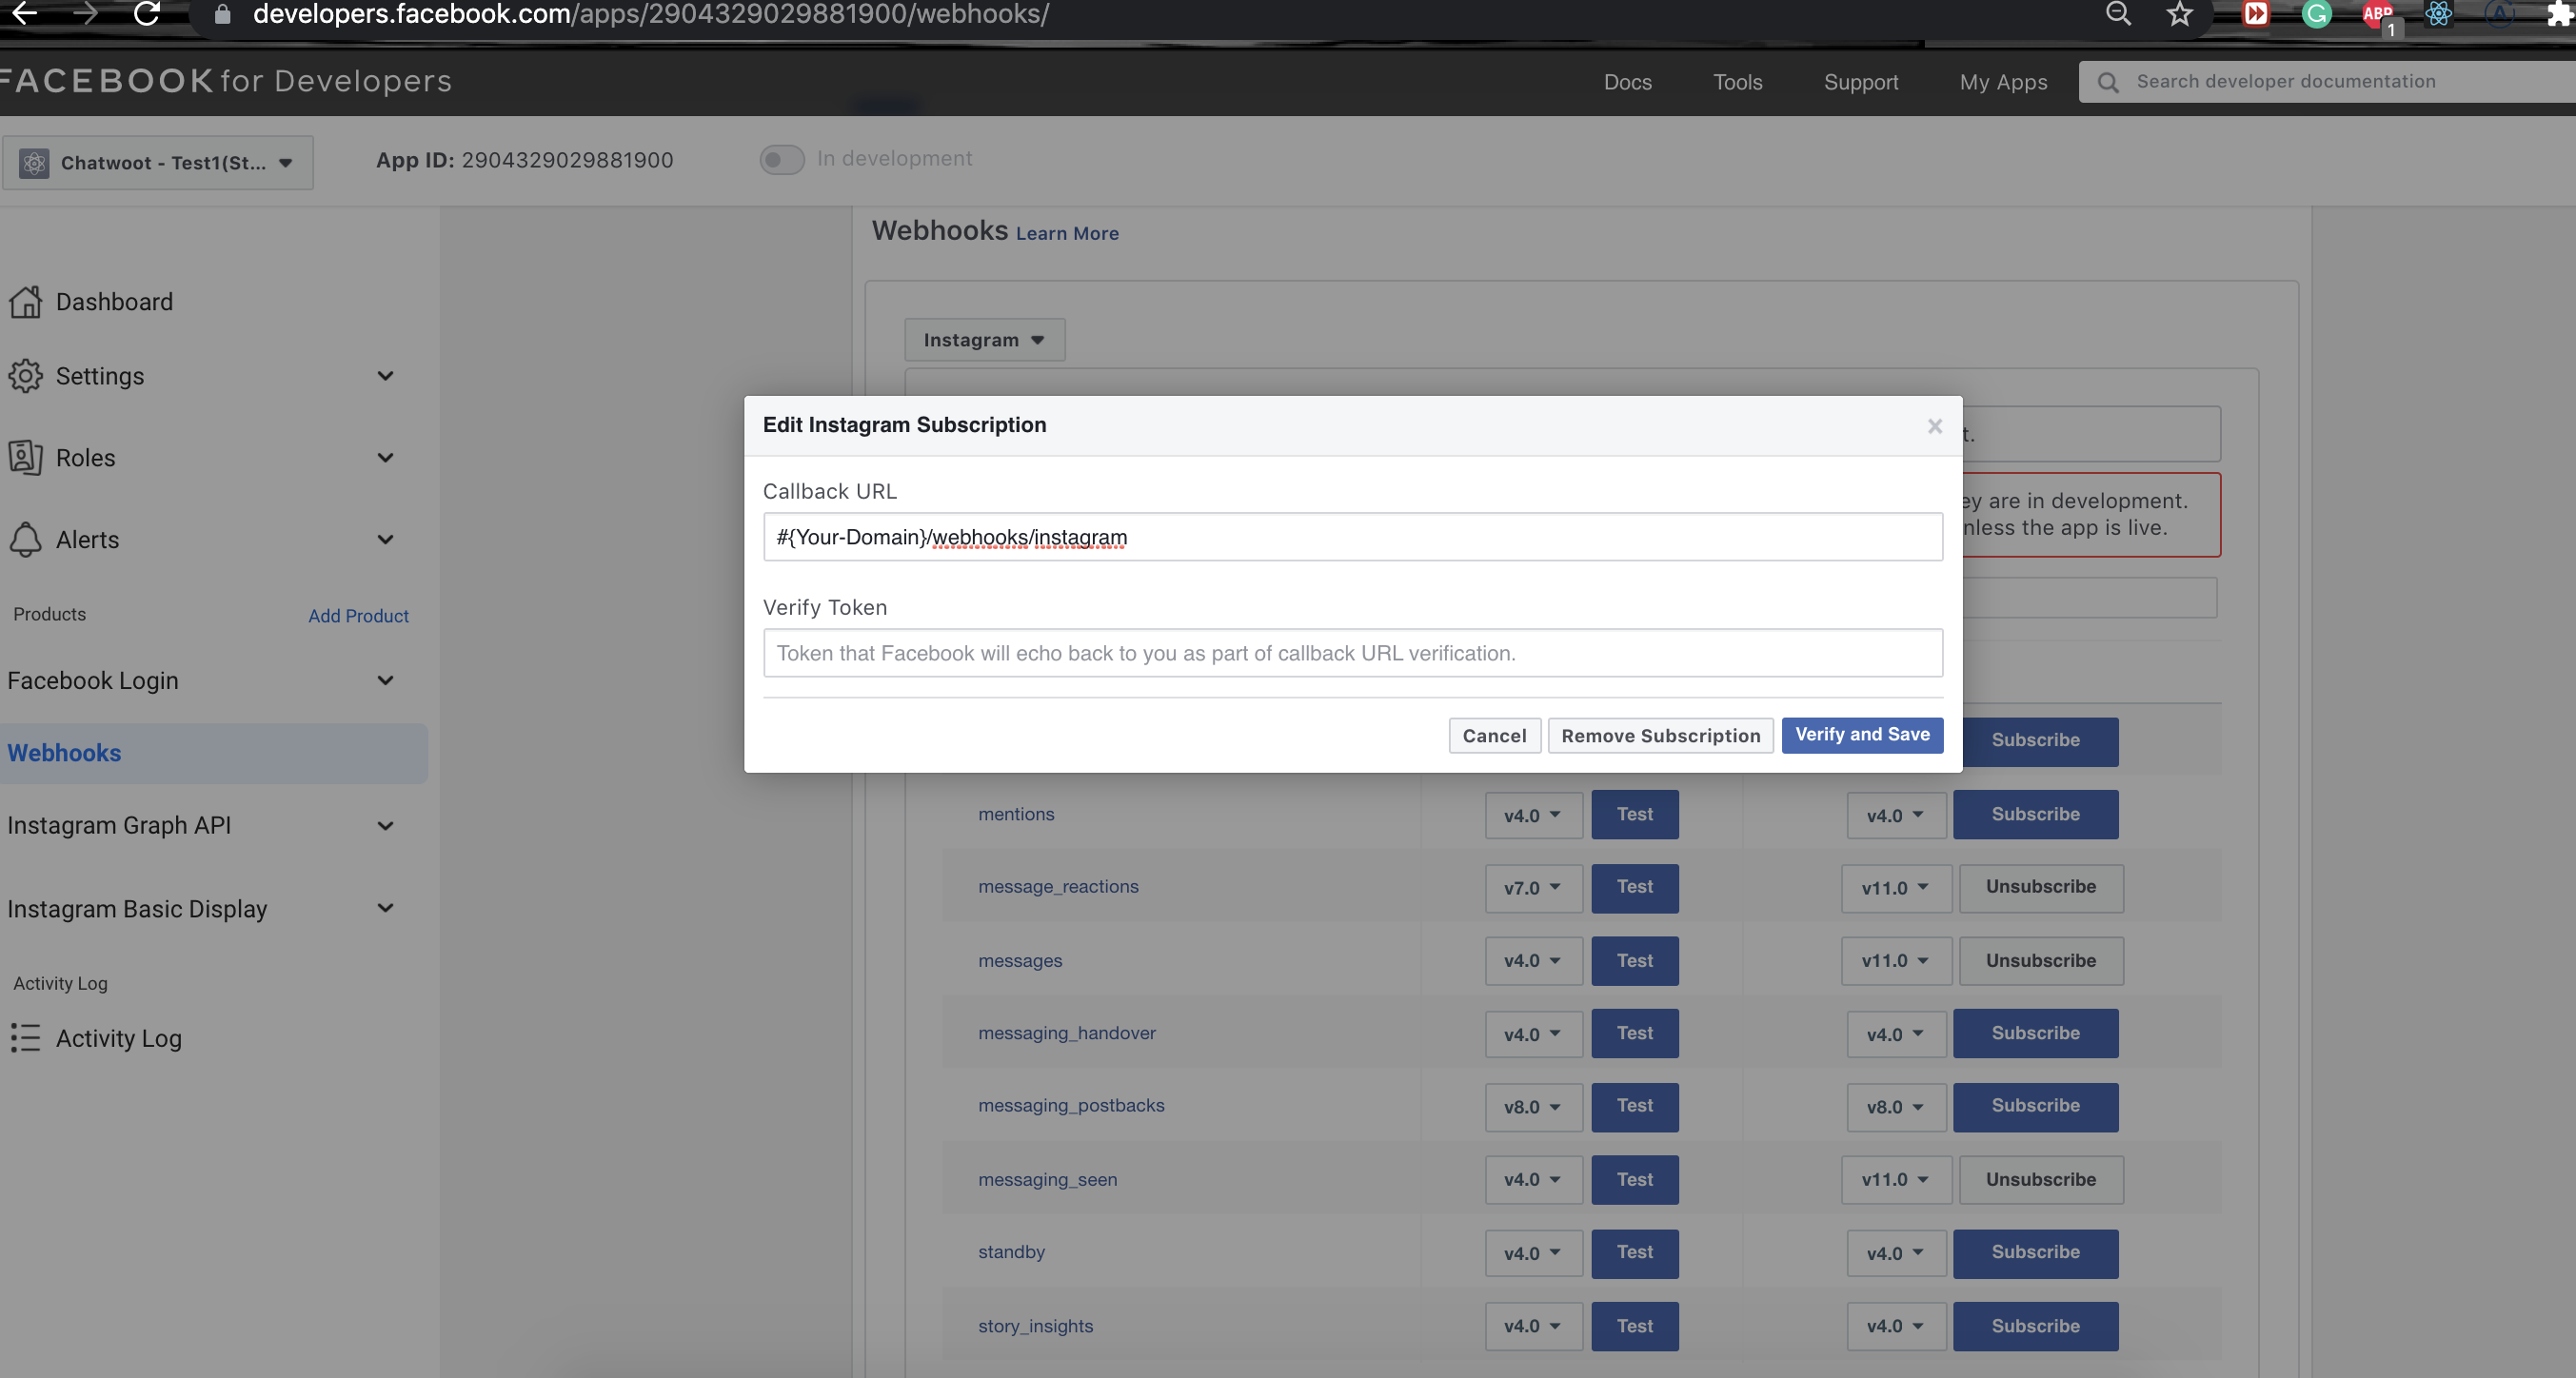 developers.facebook.com/apps/2904329029881900/webhooks/
ABP
1
FACEBOOK for Developers
Docs
Tools
Support
My Apps
Search developer documentation
Chatwoot - Test1(St...
App ID: 2904329029881900
In development
Webhooks Learn More
Dashboard
Settings
Roles
Alerts
Products
Add Product
Facebook Login
Webhooks
Instagram Graph API
Instagram Basic Display
Activity Log
Activity Log
Instagram
t.
ey are in development.
nless the app is live.
Edit Instagram Subscription
×
Callback URL
#{Your-Domain}/webhooks/instagram
Verify Token
Token that Facebook will echo back to you as part of callback URL verification.
Cancel
Remove Subscription
Verify and Save
Subscribe
mentions v4.0 Test v4.0 Subscribe
message_reactions v7.0 Test v11.0 Unsubscribe
messages v4.0 Test v11.0 Unsubscribe
messaging_handover v4.0 Test v4.0 Subscribe
messaging_postbacks v8.0 Test v8.0 Subscribe
messaging_seen v4.0 Test v11.0 Unsubscribe
standby v4.0 Test v4.0 Subscribe
story_insights v4.0 Test v4.0 Subscribe